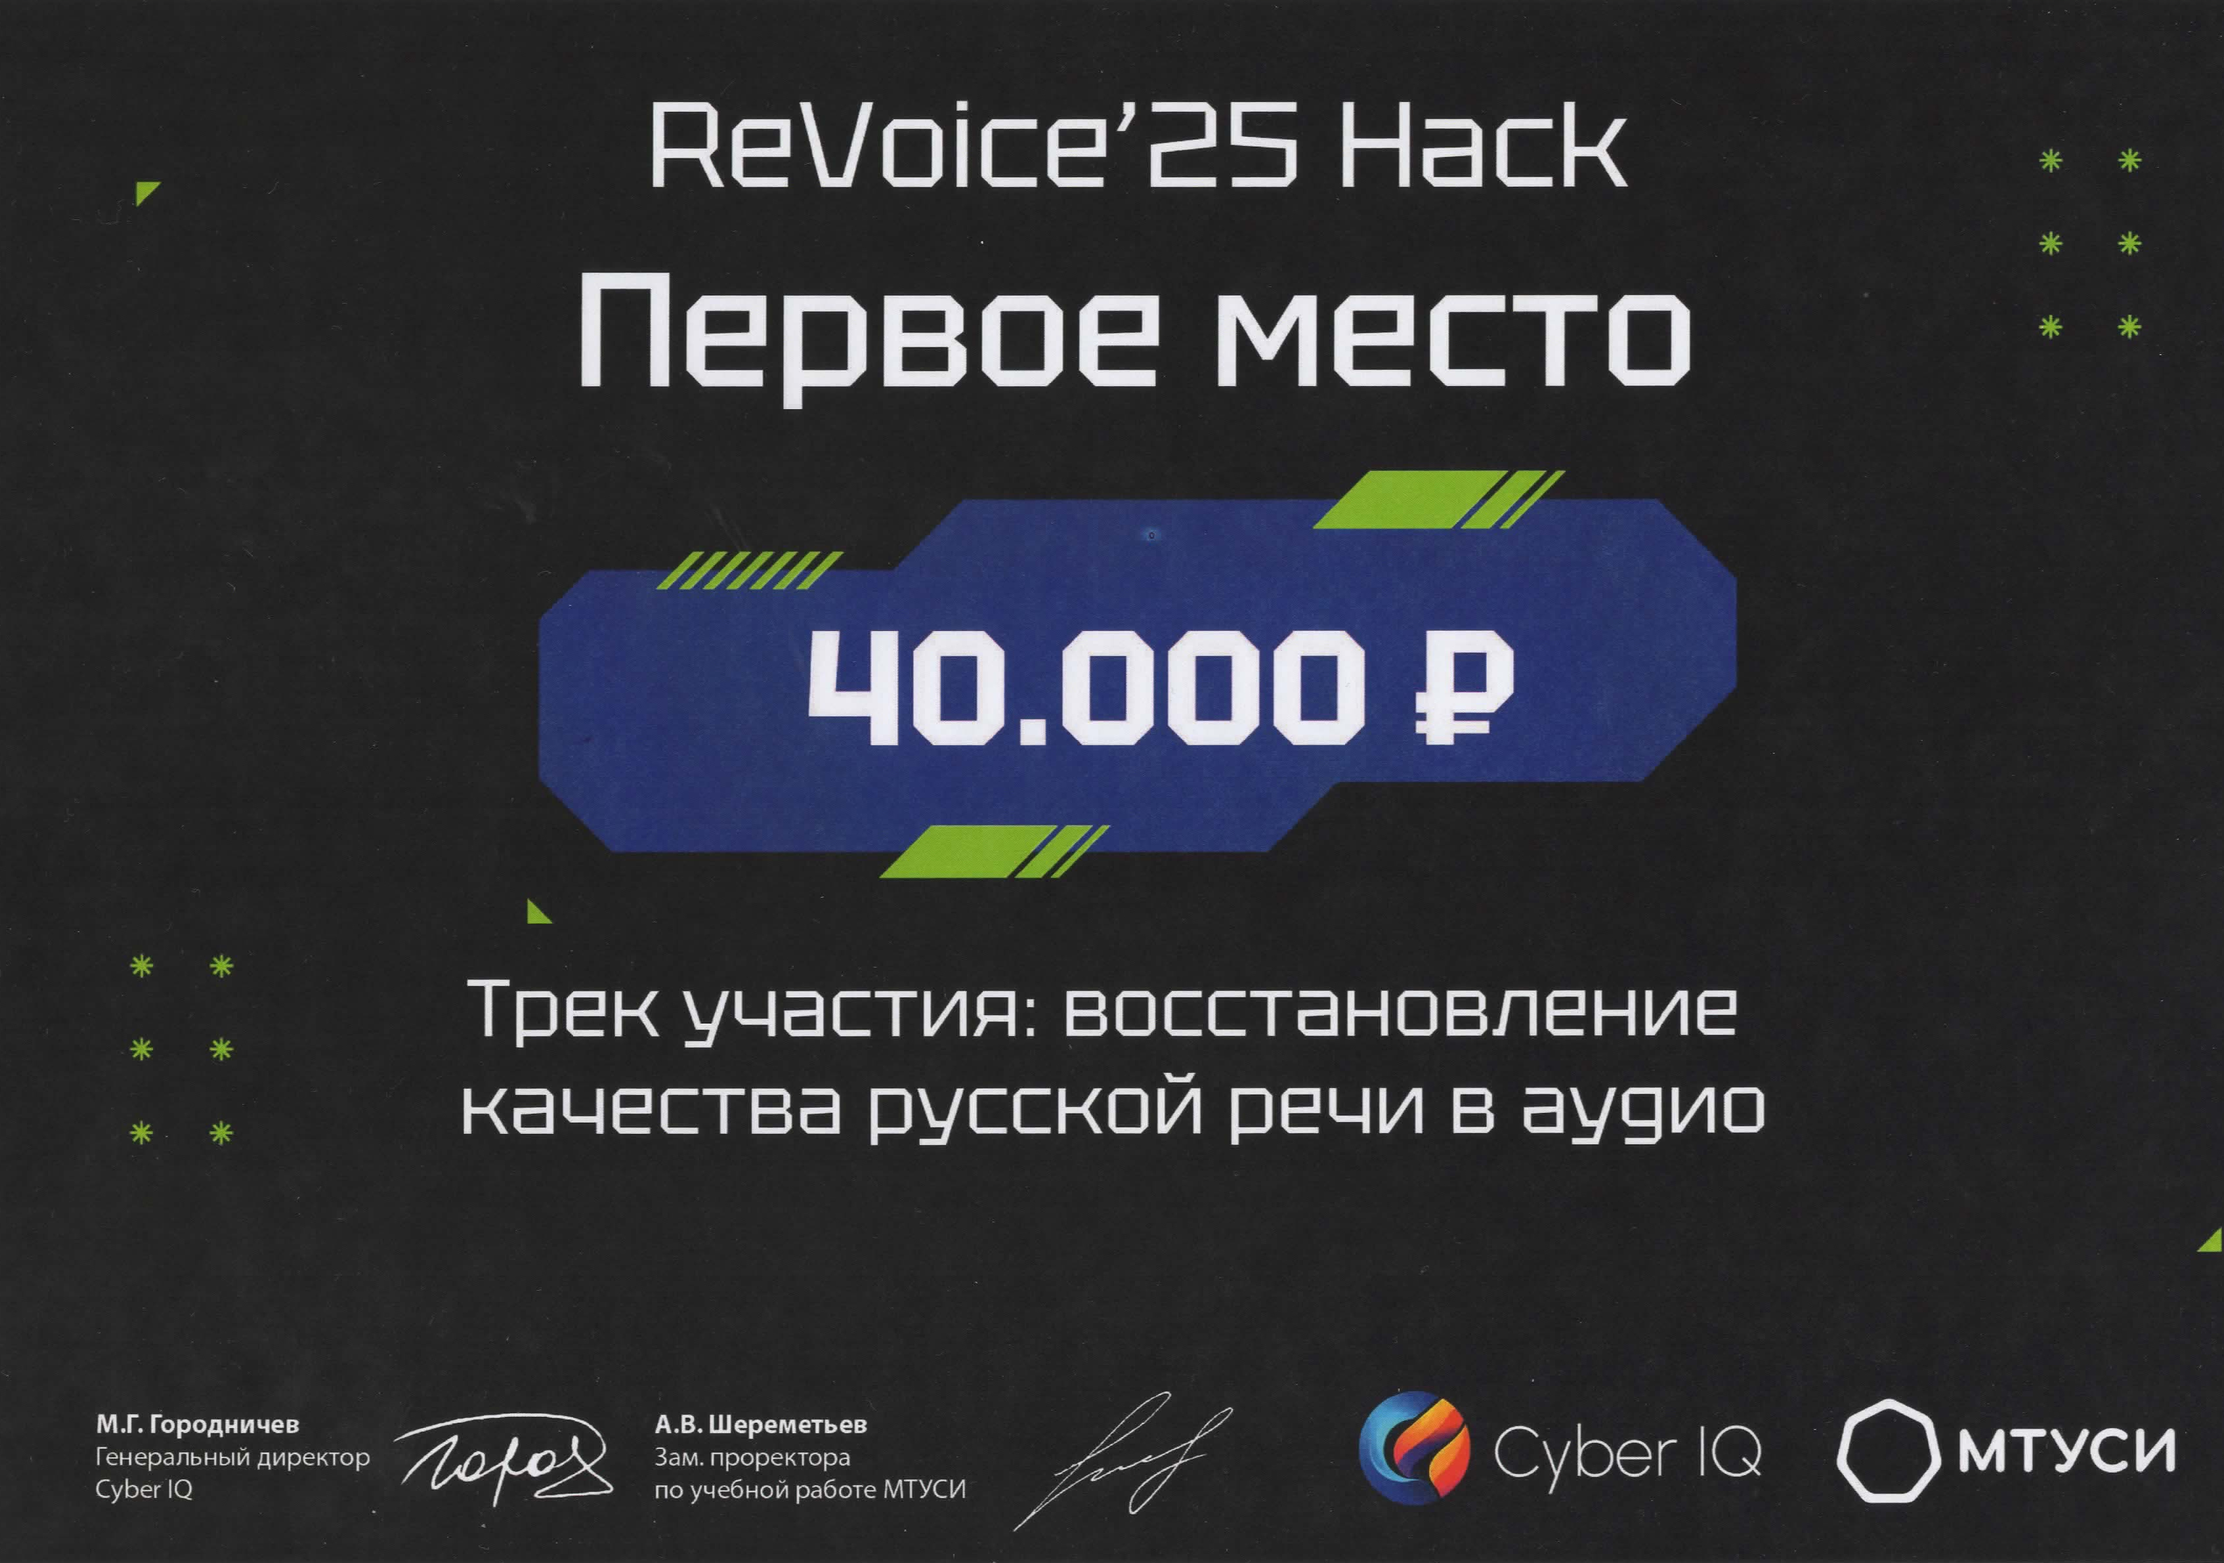 ReVoice’25 Hack
Первое место
40.000 ₽
Трек участия: восстановление
качества русской речи в аудио
М.Г. Городничев
Генеральный директор
Cyber IQ
А.В. Шереметьев
Зам. проректора
по учебной работе МТУСИ
Cyber IQ
МТУСИ